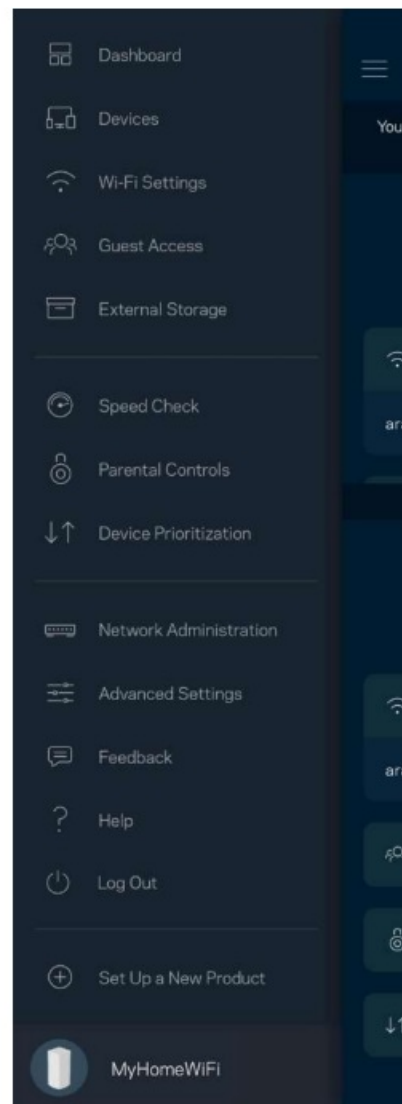 Dashboard
Devices
You
Wi-Fi Settings
Guest Access
External Storage
Speed Check
ar
Parental Controls
Device Prioritization
Network Administration
Advanced Settings
Feedback
ar
Help
Log Out
Set Up a New Product
MyHomeWiFi